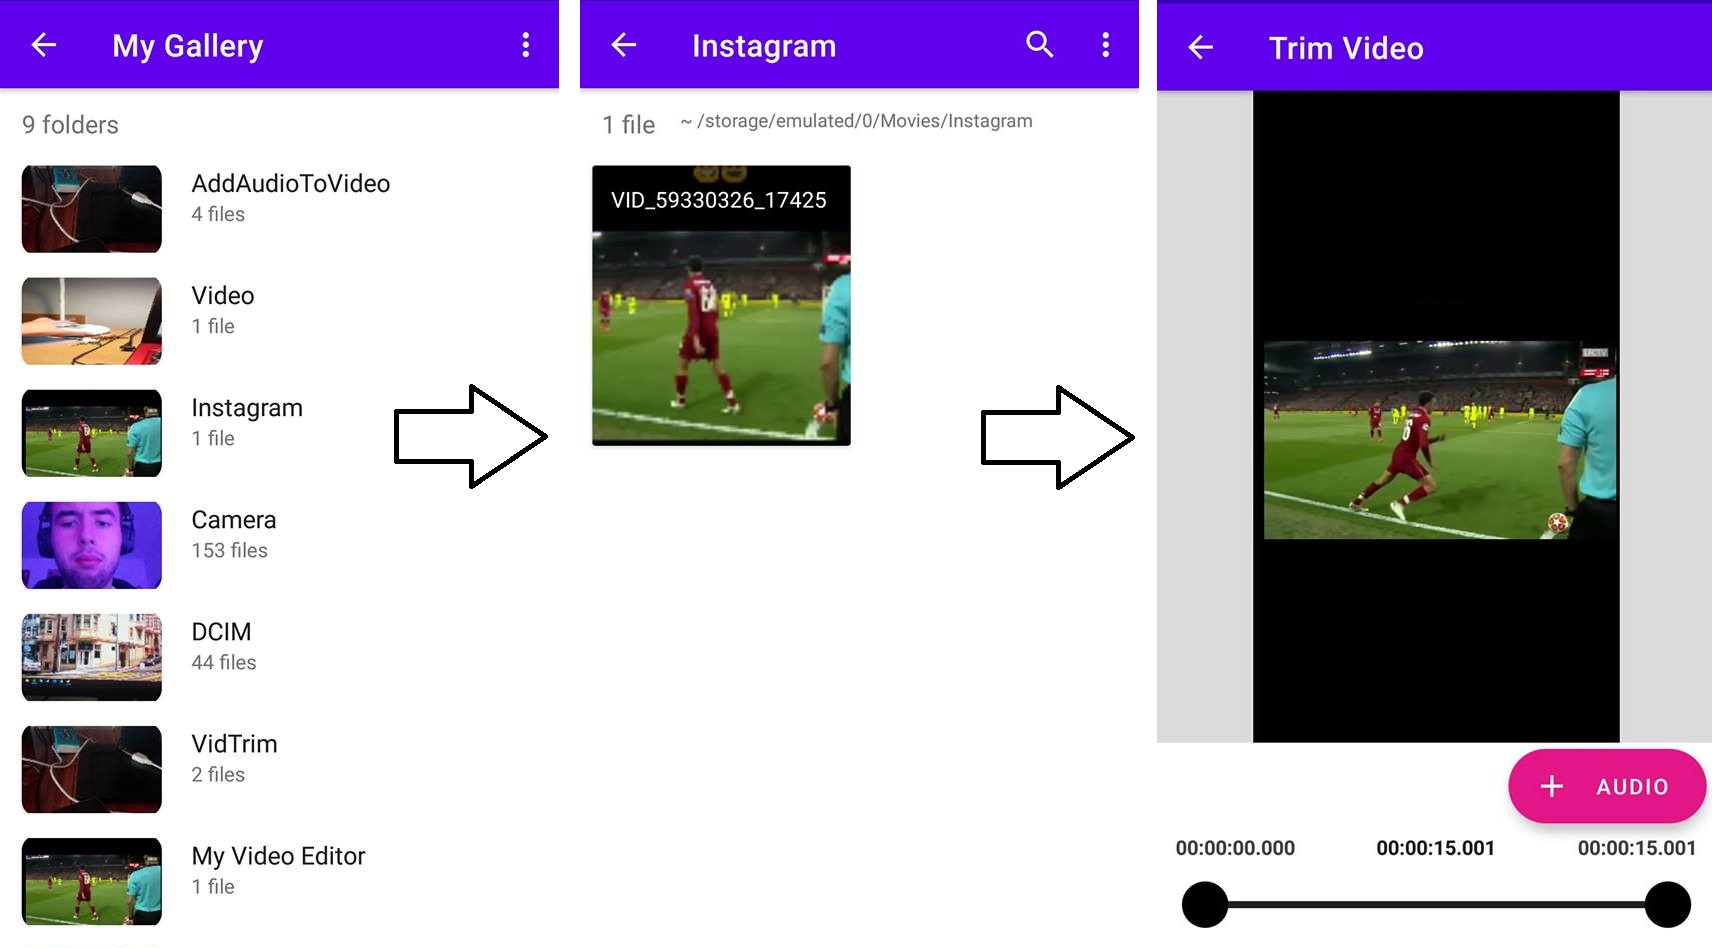 My Gallery
9 folders
AddAudioToVideo
4 files
Video
1 file
Instagram
1 file
Camera
153 files
DCIM
44 files
VidTrim
2 files
My Video Editor
1 file
Instagram
1 file ~ /storage/emulated/0/Movies/Instagram
VID_59330326_17425
Trim Video
LFCTV
66
+ AUDIO
00:00:00.000 00:00:15.001 00:00:15.001